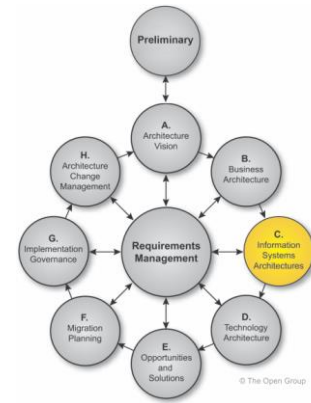 Preliminary
A.
Architecture
Vision
B.
Business
Architecture
C.
Information
Systems
Architectures
D.
Technology
Architecture
E.
Opportunities
and
Solutions
F.
Migration
Planning
G.
Implementation
Governance
H.
Architecture
Change
Management
Requirements
Management
© The Open Group